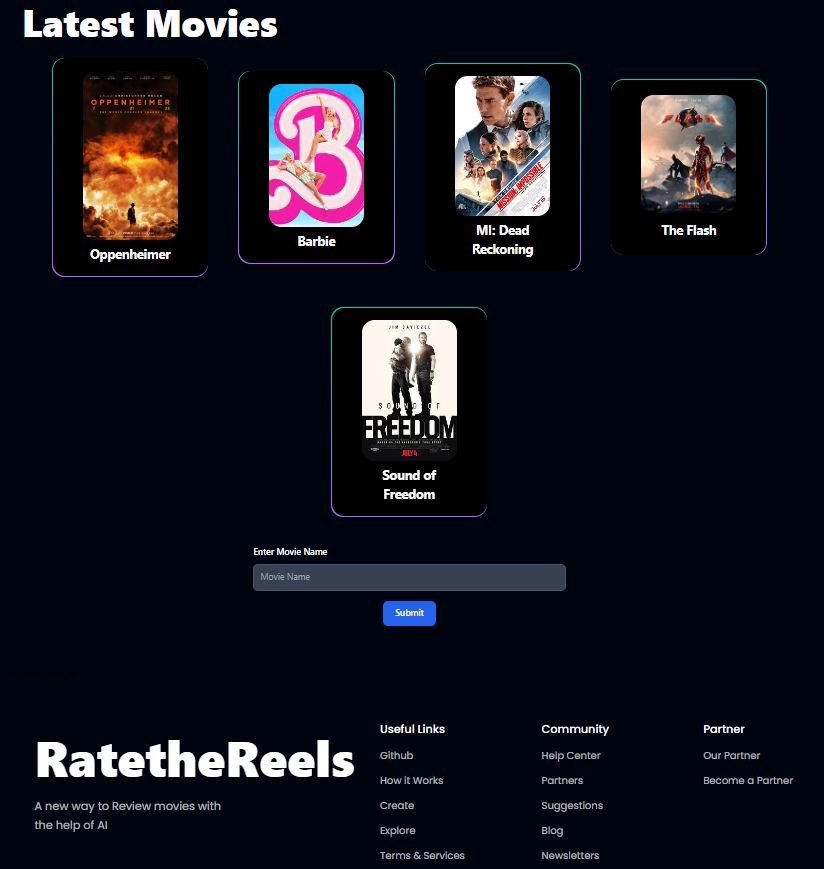 Latest Movies
OPPENHEIMER
Oppenheimer
B
Barbie
MISSION: IMPOSSIBLE
MI: Dead
Reckoning
FLASH
The Flash
JIM CAVIEZEL
SOUND OF
FREEDOM
JULY 4
Sound of
Freedom
Enter Movie Name
Movie Name
Submit
RatetheReels
A new way to Review movies with
the help of AI
Useful Links
Github
How it Works
Create
Explore
Terms & Services
Community
Help Center
Partners
Suggestions
Blog
Newsletters
Partner
Our Partner
Become a Partner